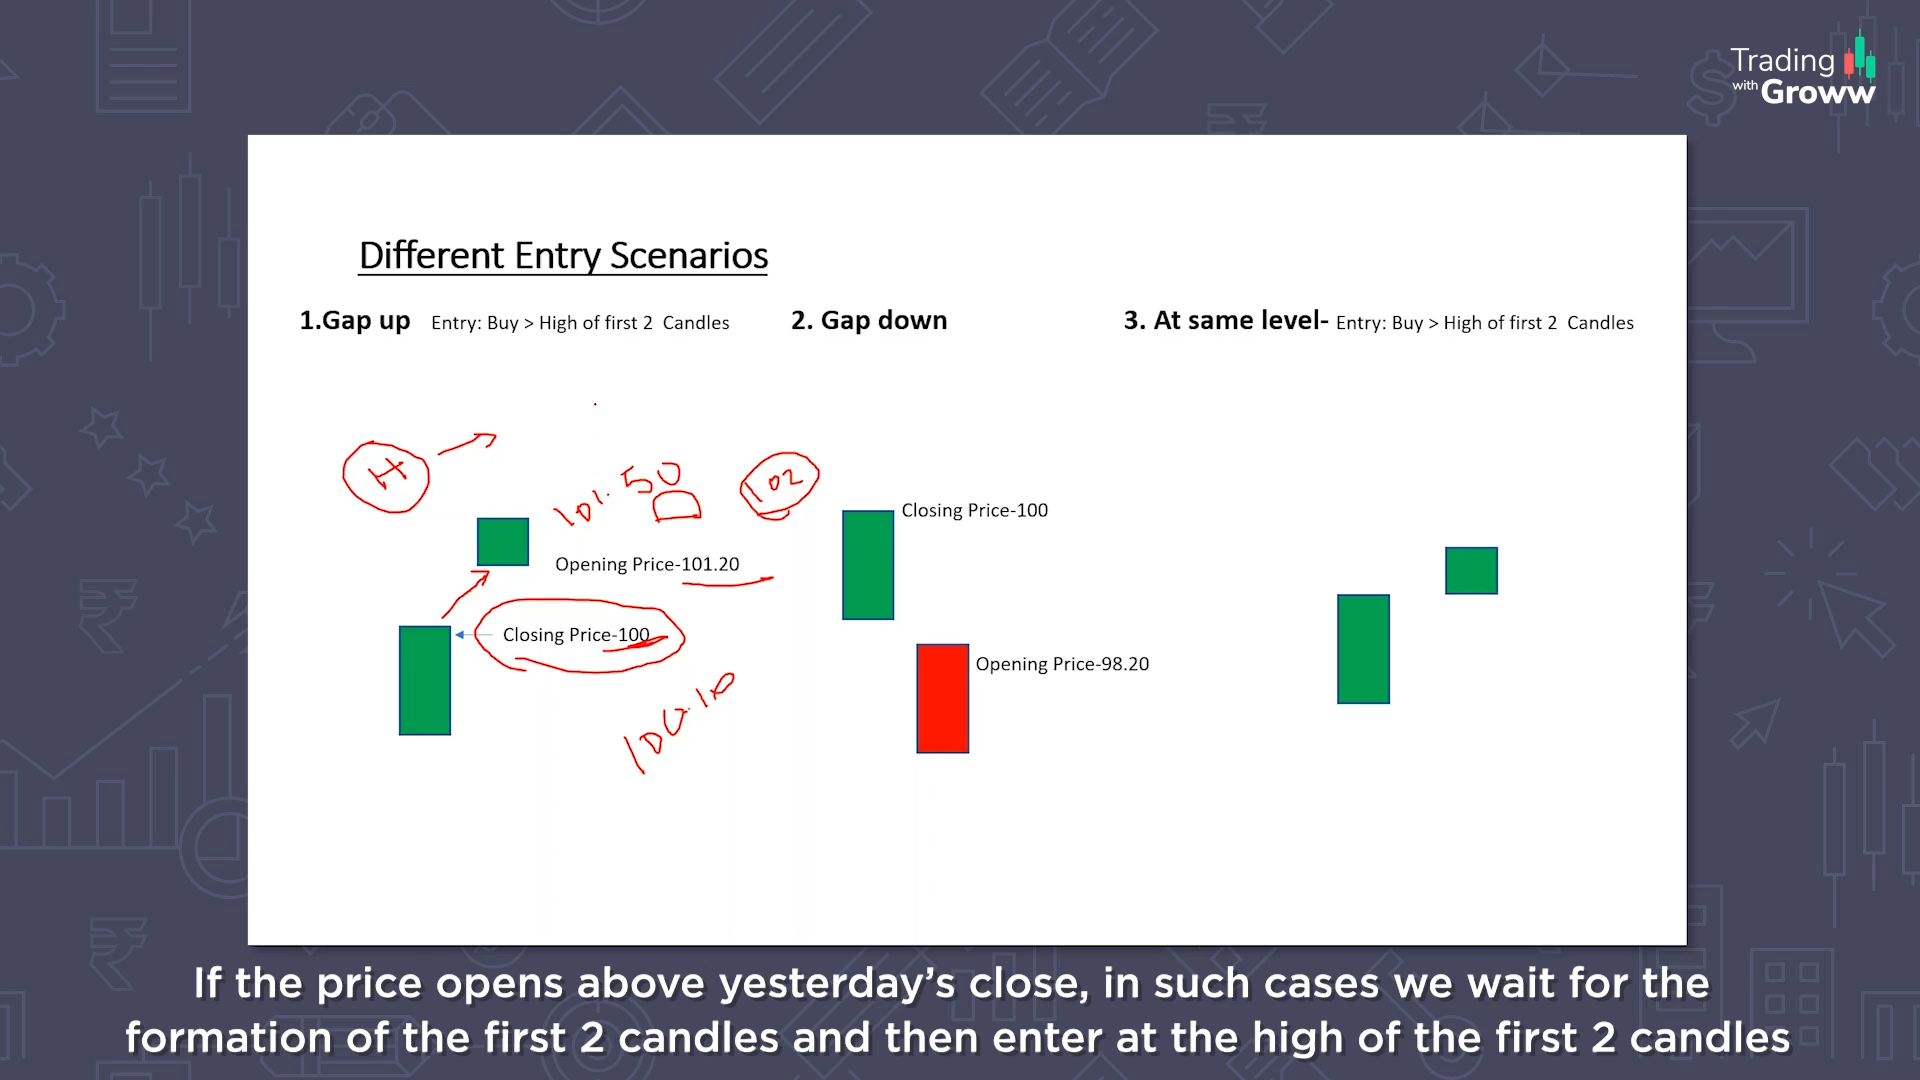 Trading
with Groww
Different Entry Scenarios
1.Gap up Entry: Buy > High of first 2 Candles
2. Gap down
3. At same level- Entry: Buy > High of first 2 Candles
H
101.50
102
Opening Price-101.20
Closing Price-100
100.10
Closing Price-100
Opening Price-98.20
If the price opens above yesterday’s close, in such cases we wait for the
formation of the first 2 candles and then enter at the high of the first 2 candles